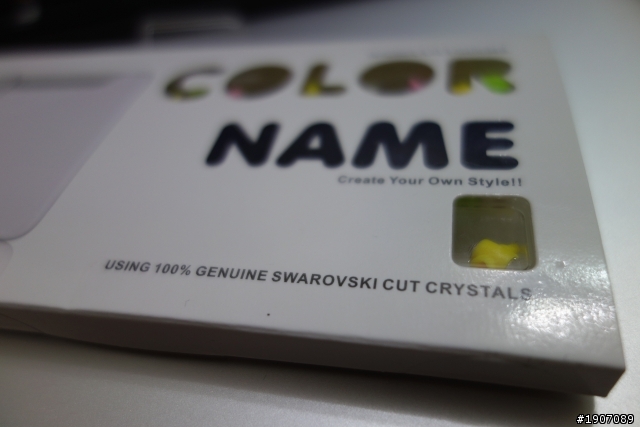 COLOR
NAME
Create Your Own Style!!
USING 100% GENUINE SWAROVSKI CUT CRYSTALS
#1907089